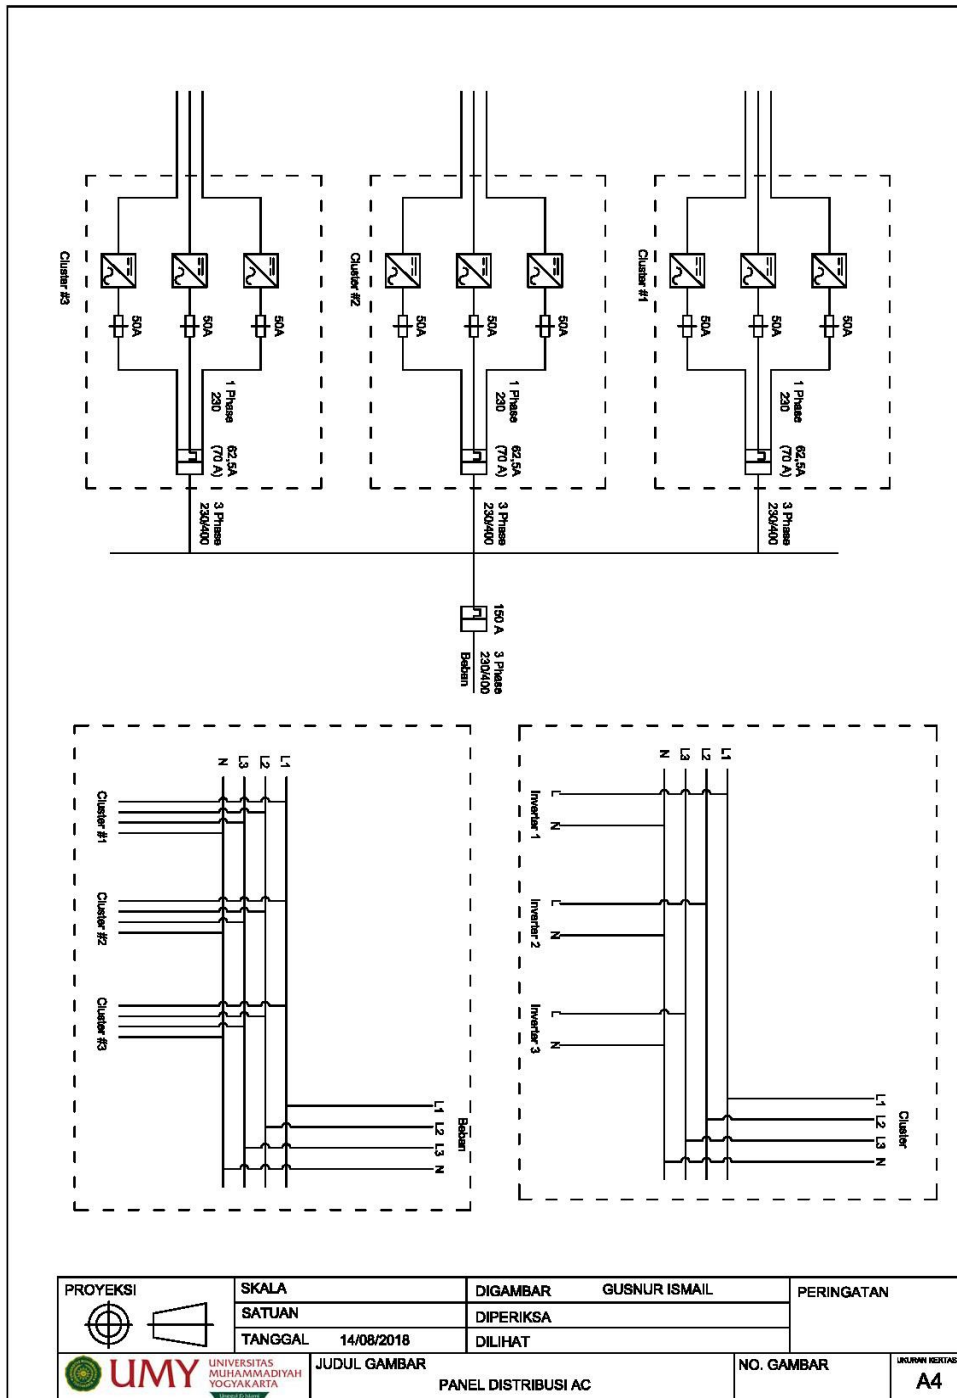 Cluster #3
50A
50A
50A
1 Phase
230
62,5A
(70 A)
3 Phase
230/400
Cluster #2
50A
50A
50A
1 Phase
230
62,5A
(70 A)
3 Phase
230/400
Cluster #1
50A
50A
50A
1 Phase
230
62,5A
(70 A)
3 Phase
230/400
150 A
3 Phase
230/400
Beban
N
L3
L2
L1
Cluster #1
Cluster #2
Cluster #3
Beban
L1
L2
L3
N
N
L3
L2
L1
Inverter 1
L
N
Inverter 2
L
N
Inverter 3
L
N
Cluster
L1
L2
L3
N
PROYEKSI
SKALA
SATUAN
TANGGAL 14/08/2018
DIGAMBAR GUSNUR ISMAIL
DIPERIKSA
DILIHAT
PERINGATAN
UMY
UNIVERSITAS
MUHAMMADIYAH
YOGYAKARTA
Unggul & Islami
JUDUL GAMBAR
PANEL DISTRIBUSI AC
NO. GAMBAR
UKURAN KERTAS
A4